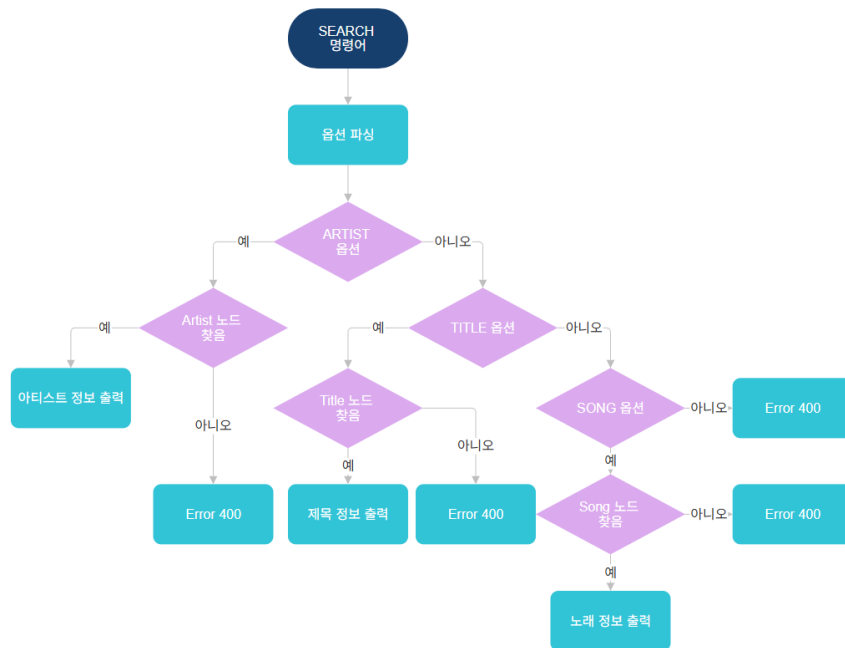 SEARCH
명령어
옵션 파싱
ARTIST
옵션
예
아니오
Artist 노드
찾음
TITLE 옵션
예
예
아니오
아티스트 정보 출력
Title 노드
찾음
SONG 옵션
아니오
Error 400
아니오
아니오
예
예
Error 400
제목 정보 출력
Error 400
Song 노드
찾음
아니오
Error 400
예
노래 정보 출력